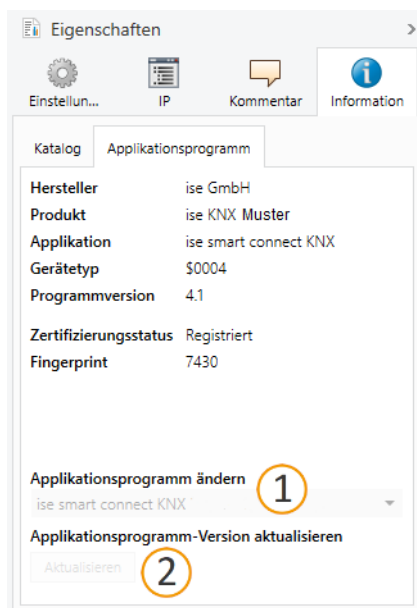 Eigenschaften
Einstellun... IP Kommentar Information
Katalog Applikationsprogramm
Hersteller ise GmbH
Produkt ise KNX Muster
Applikation ise smart connect KNX
Gerätetyp $0004
Programmversion 4.1
Zertifizierungsstatus Registriert
Fingerprint 7430
Applikationsprogramm ändern
1
ise smart connect KNX
Applikationsprogramm-Version aktualisieren
Aktualisieren 2